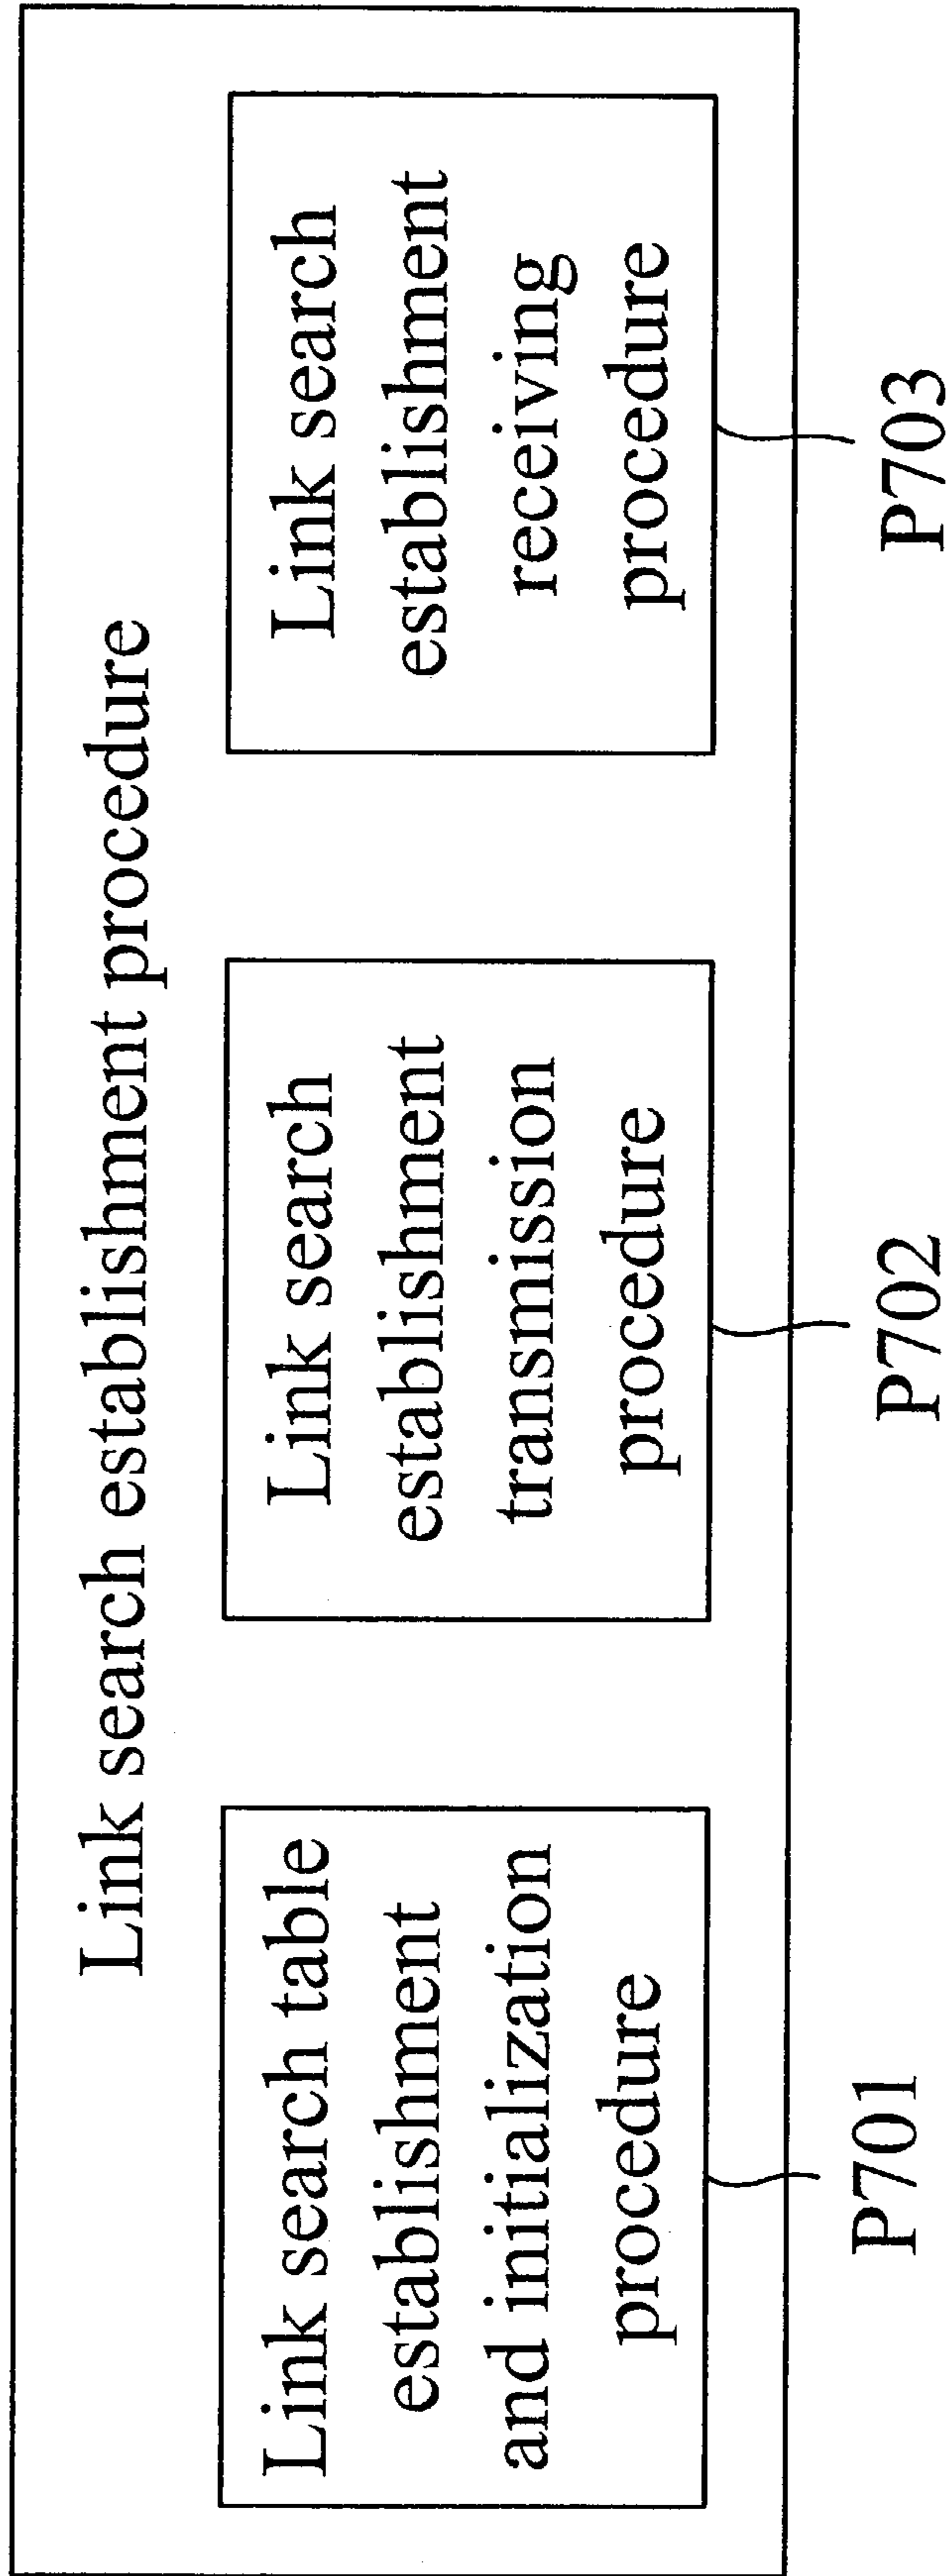 Link search establishment procedure
Link search table
establishment
and initialization
procedure
P701
Link search
establishment
transmission
procedure
P702
Link search
establishment
receiving
procedure
P703